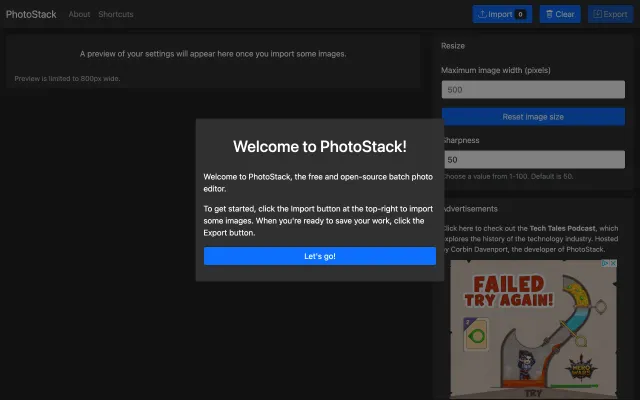 PhotoStack About Shortcuts Import 0 Clear Export
A preview of your settings will appear here once you import some images.
Preview is limited to 800px wide.
Resize
Maximum image width (pixels)
500
Reset image size
Sharpness
50
Choose a value from 1-100. Default is 50.
Welcome to PhotoStack!
Welcome to PhotoStack, the free and open-source batch photo
editor.
To get started, click the Import button at the top-right to import
some images. When you're ready to save your work, click the
Export button.
Let's go!
Advertisements
Click here to check out the Tech Tales Podcast, which
explores the history of the technology industry. Hosted
by Corbin Davenport, the developer of PhotoStack.
FAILED
TRY AGAIN!
HERO
WARS
TRY